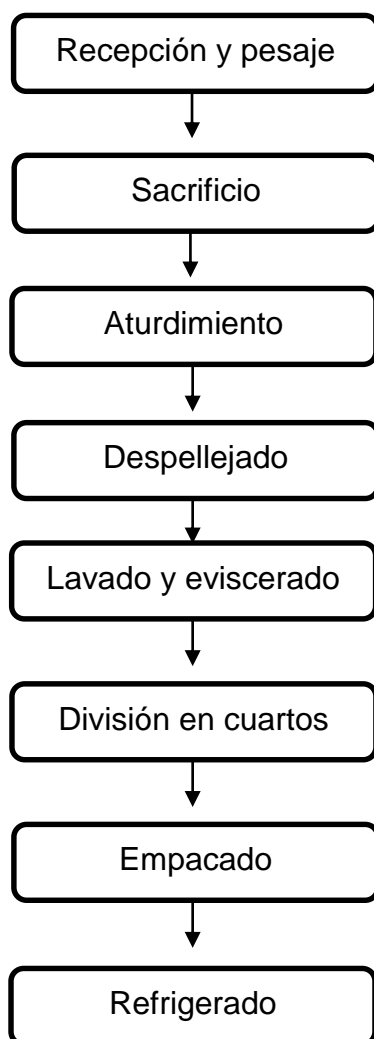 Recepción y pesaje
Sacrificio
Aturdimiento
Despellejado
Lavado y eviscerado
División en cuartos
Empacado
Refrigerado